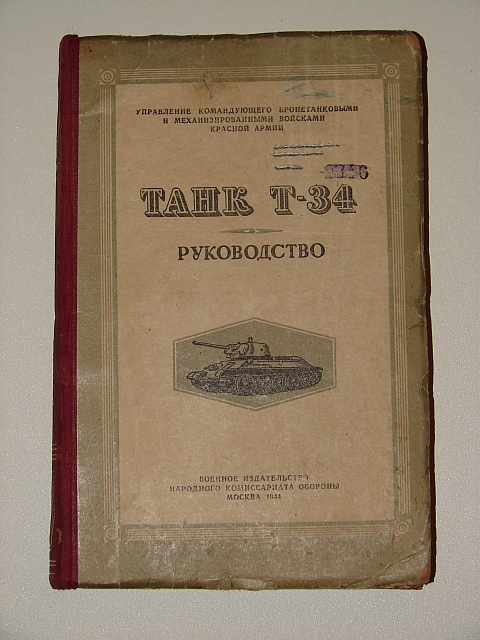 УПРАВЛЕНИЕ КОМАНДУЮЩЕГО БРОНЕТАНКОВЫМИ
И МЕХАНИЗИРОВАННЫМИ ВОЙСКАМИ
КРАСНОЙ АРМИИ
ТАНК Т-34
РУКОВОДСТВО
ВОЕННОЕ ИЗДАТЕЛЬСТВО
НАРОДНОГО КОМИССАРИАТА ОБОРОНЫ
МОСКВА 1944